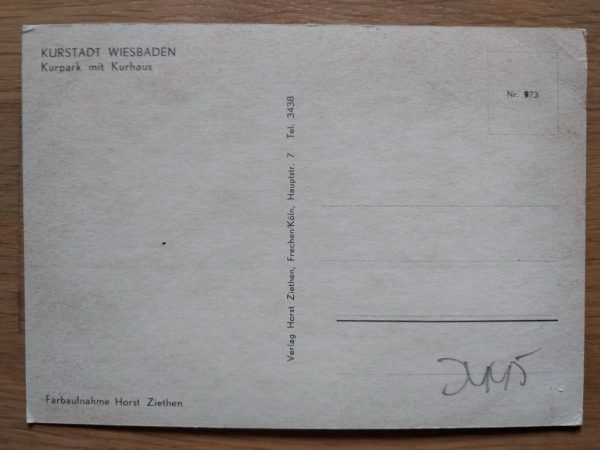 KURSTADT WIESBADEN
Kurpark mit Kurhaus
Nr. 973
Verlag Horst Ziethen, Frechen/Köln, Hauptstr. 7 Tel. 3438
Farbaufnahme Horst Ziethen